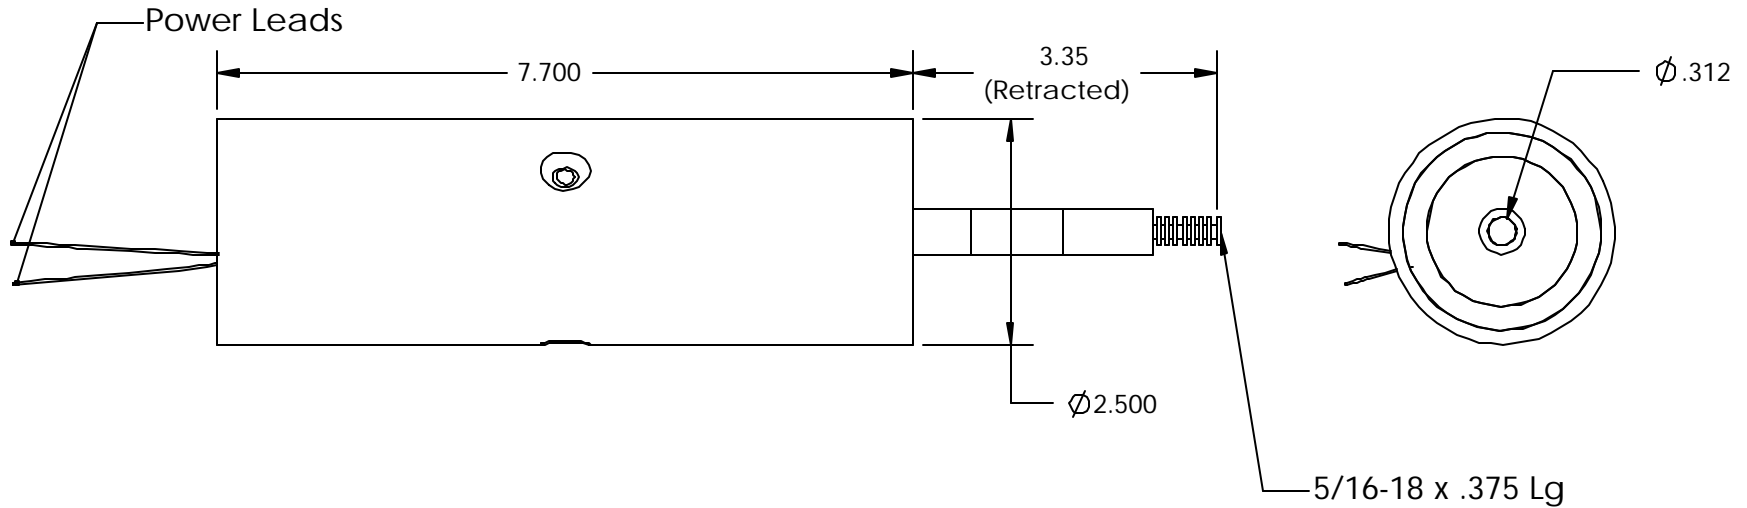 Power Leads
7.700
3.35
(Retracted)
Ø.312
Ø2.500
5/16-18 x .375 Lg